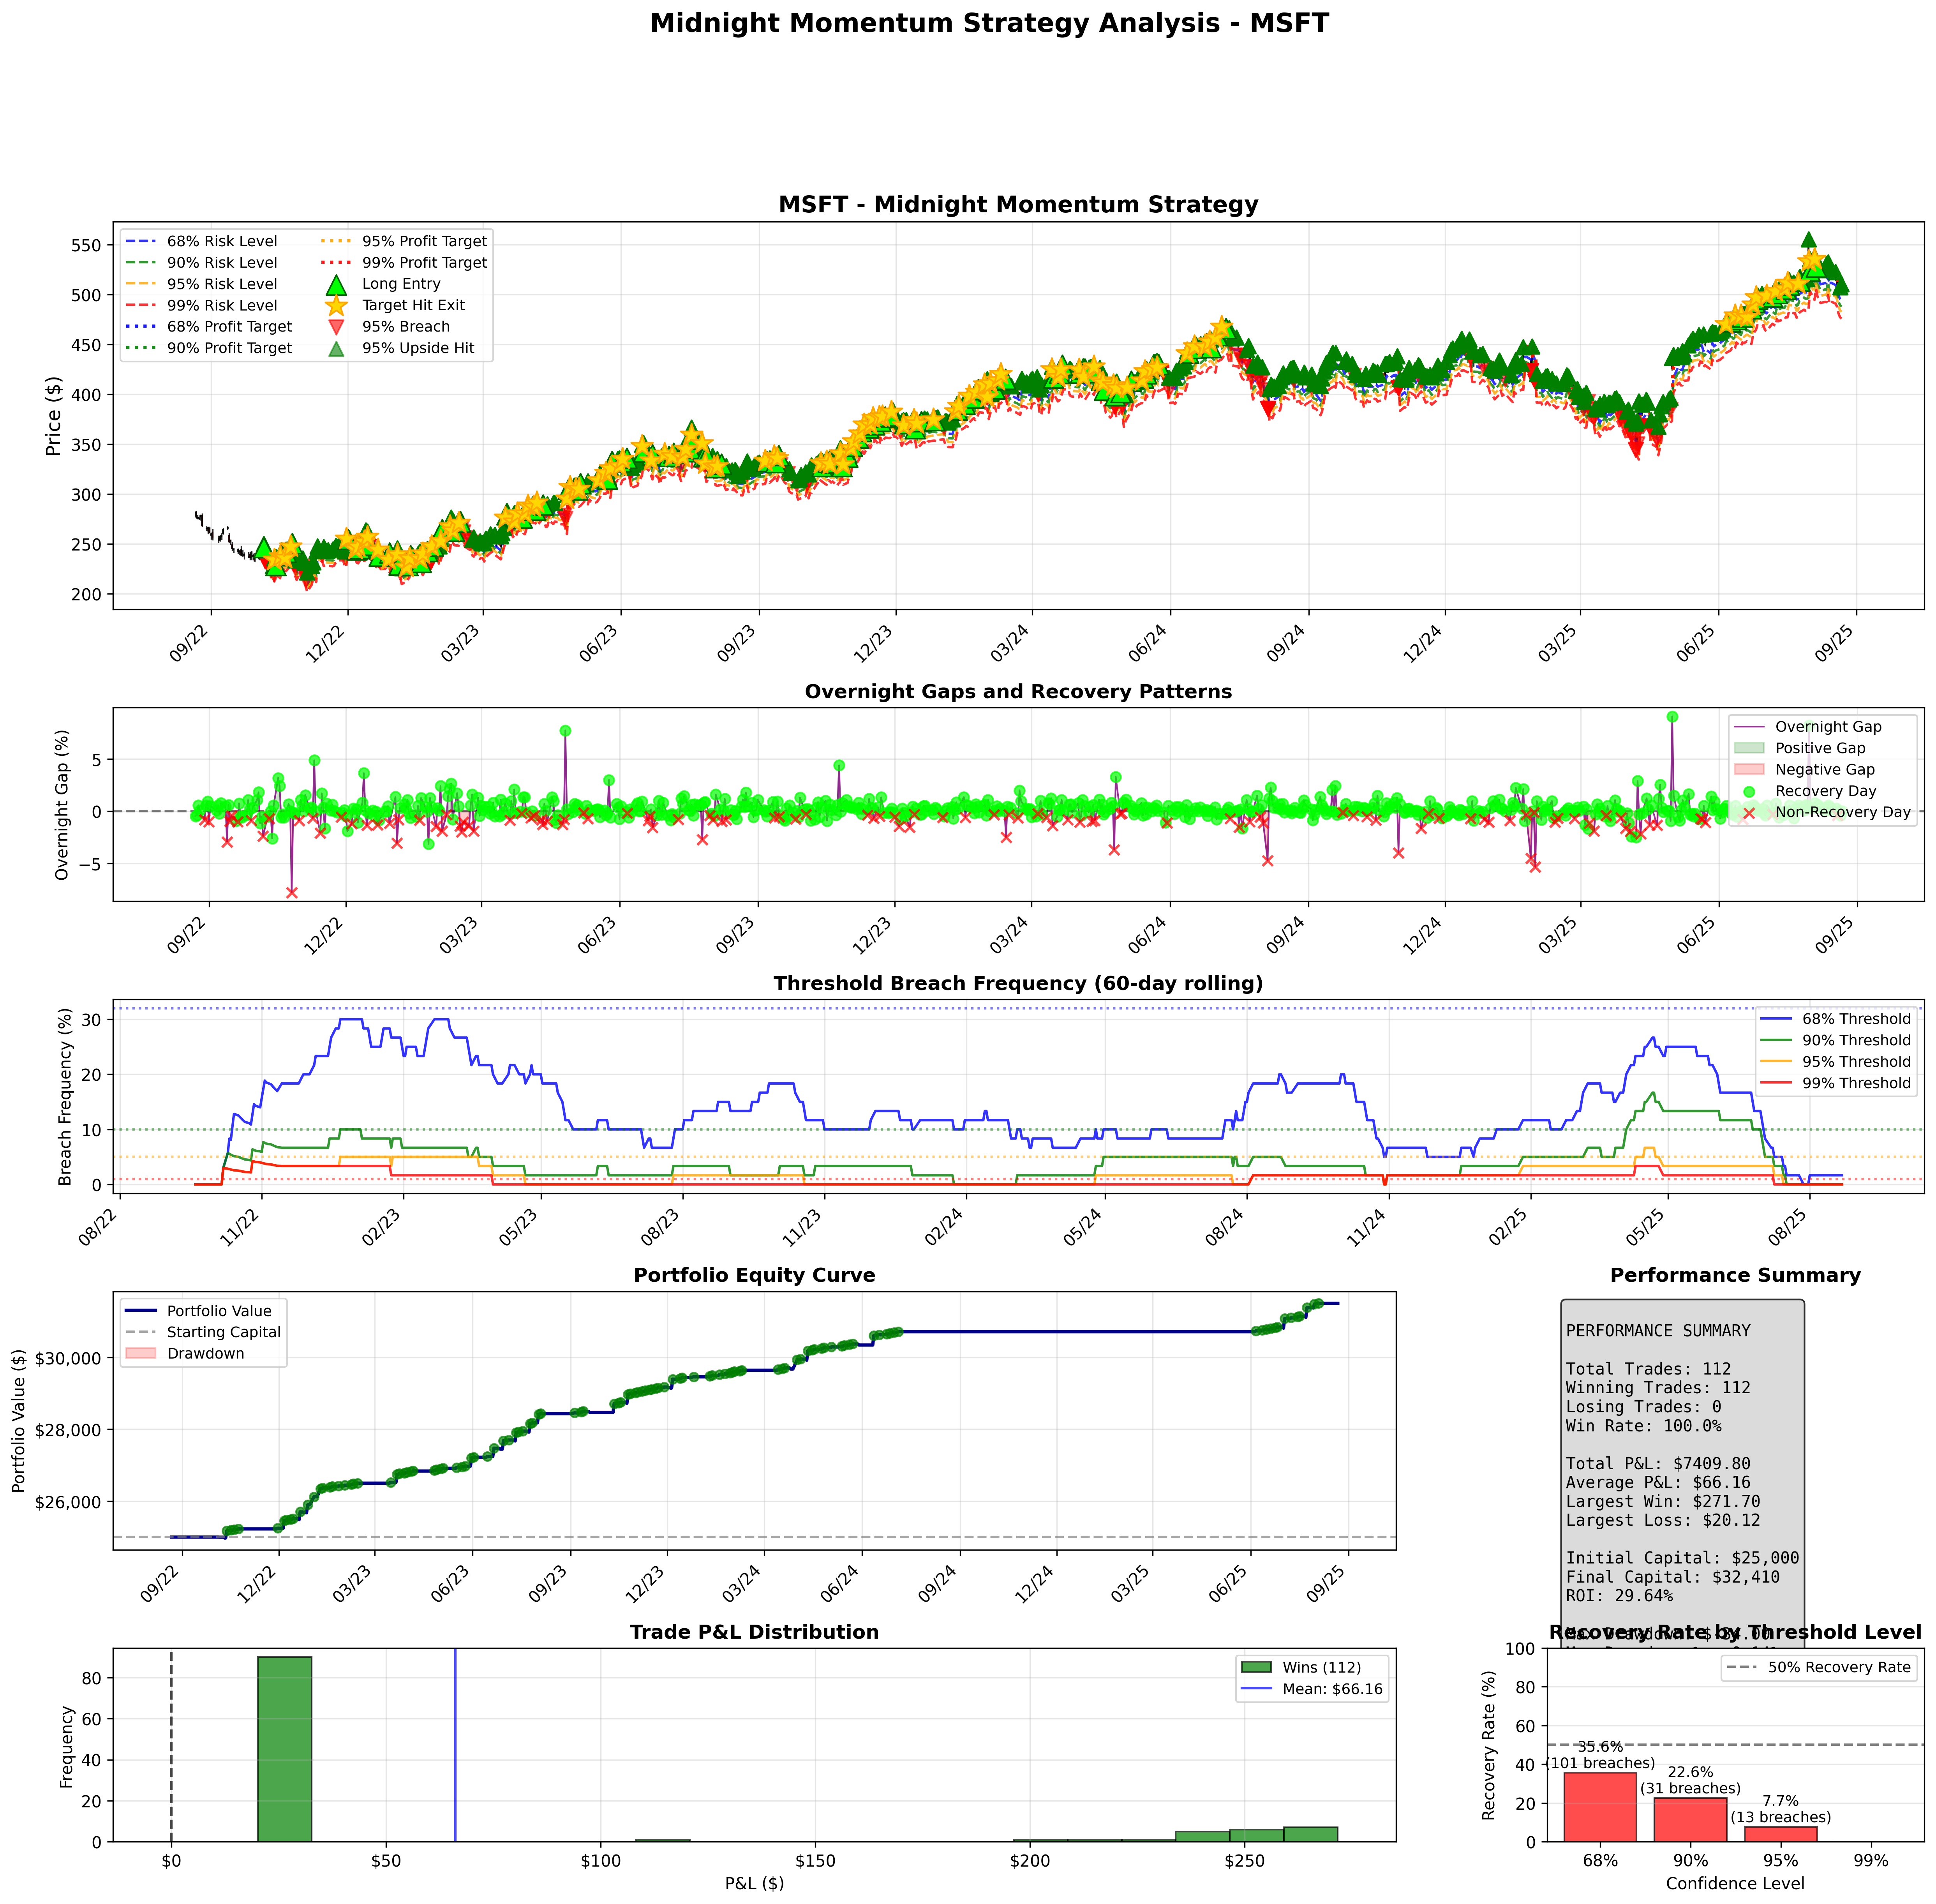 Midnight Momentum Strategy Analysis - MSFT
MSFT - Midnight Momentum Strategy
Price ($)
550
500
450
400
350
300
250
200
68% Risk Level
90% Risk Level
95% Risk Level
99% Risk Level
68% Profit Target
90% Profit Target
95% Profit Target
99% Profit Target
Long Entry
Target Hit Exit
95% Breach
95% Upside Hit
09/22
12/22
03/23
06/23
09/23
12/23
03/24
06/24
09/24
12/24
03/25
06/25
09/25
Overnight Gaps and Recovery Patterns
Overnight Gap (%)
5
0
−5
Overnight Gap
Positive Gap
Negative Gap
Recovery Day
Non-Recovery Day
09/22
12/22
03/23
06/23
09/23
12/23
03/24
06/24
09/24
12/24
03/25
06/25
09/25
Threshold Breach Frequency (60-day rolling)
Breach Frequency (%)
30
20
10
0
68% Threshold
90% Threshold
95% Threshold
99% Threshold
08/22
11/22
02/23
05/23
08/23
11/23
02/24
05/24
08/24
11/24
02/25
05/25
08/25
Portfolio Equity Curve
Portfolio Value ($)
$30,000
$28,000
$26,000
Portfolio Value
Starting Capital
Drawdown
09/22
12/22
03/23
06/23
09/23
12/23
03/24
06/24
09/24
12/24
03/25
06/25
09/25
Performance Summary
PERFORMANCE SUMMARY
Total Trades: 112
Winning Trades: 112
Losing Trades: 0
Win Rate: 100.0%
Total P&L: $7409.80
Average P&L: $66.16
Largest Win: $271.70
Largest Loss: $20.12
Initial Capital: $25,000
Final Capital: $32,410
ROI: 29.64%
Max Drawdown:
Trade P&L Distribution
Frequency
80
60
40
20
0
Wins (112)
Mean: $66.16
$0
$50
$100
$150
$200
$250
P&L ($)
Recovery Rate by Threshold Level
Recovery Rate (%)
100
80
60
40
20
0
50% Recovery Rate
35.6%
(101 breaches)
22.6%
(31 breaches)
7.7%
(13 breaches)
68%
90%
95%
99%
Confidence Level